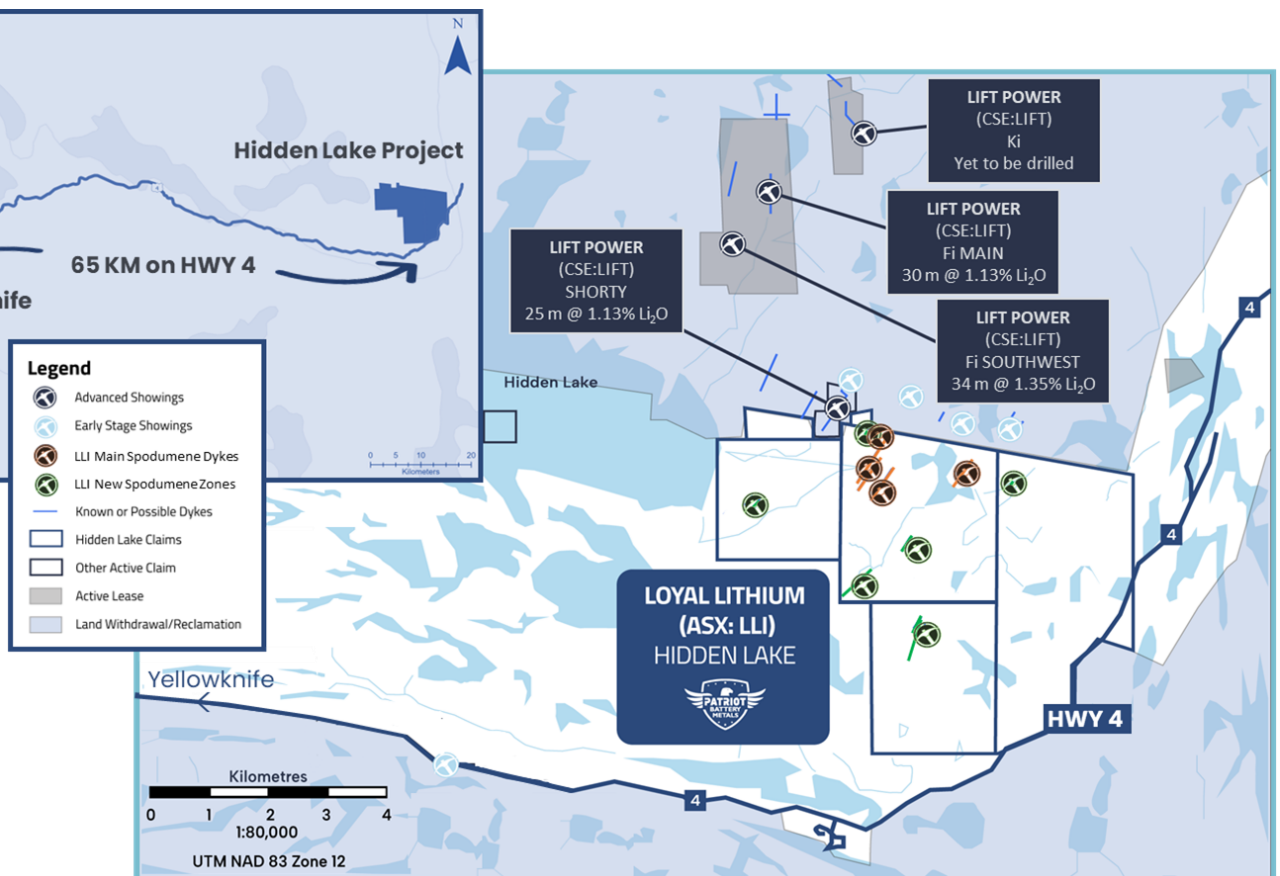 N
Hidden Lake Project
65 KM on HWY 4
ife
0 5 10 20
Kilometers
Legend
Advanced Showings
Early Stage Showings
LLI Main Spodumene Dykes
LLI New Spodumene Zones
Known or Possible Dykes
Hidden Lake Claims
Other Active Claim
Active Lease
Land Withdrawal/Reclamation
LIFT POWER
(CSE:LIFT)
Ki
Yet to be drilled
LIFT POWER
(CSE:LIFT)
Fi MAIN
30 m @ 1.13% Li₂O
LIFT POWER
(CSE:LIFT)
SHORTY
25 m @ 1.13% Li₂O
LIFT POWER
(CSE:LIFT)
Fi SOUTHWEST
34 m @ 1.35% Li₂O
4
Hidden Lake
4
LOYAL LITHIUM
(ASX: LLI)
HIDDEN LAKE
PATRIOT
BATTERY
METALS
Yellowknife
HWY 4
4
Kilometres
0 1 2 3 4
1:80,000
UTM NAD 83 Zone 12